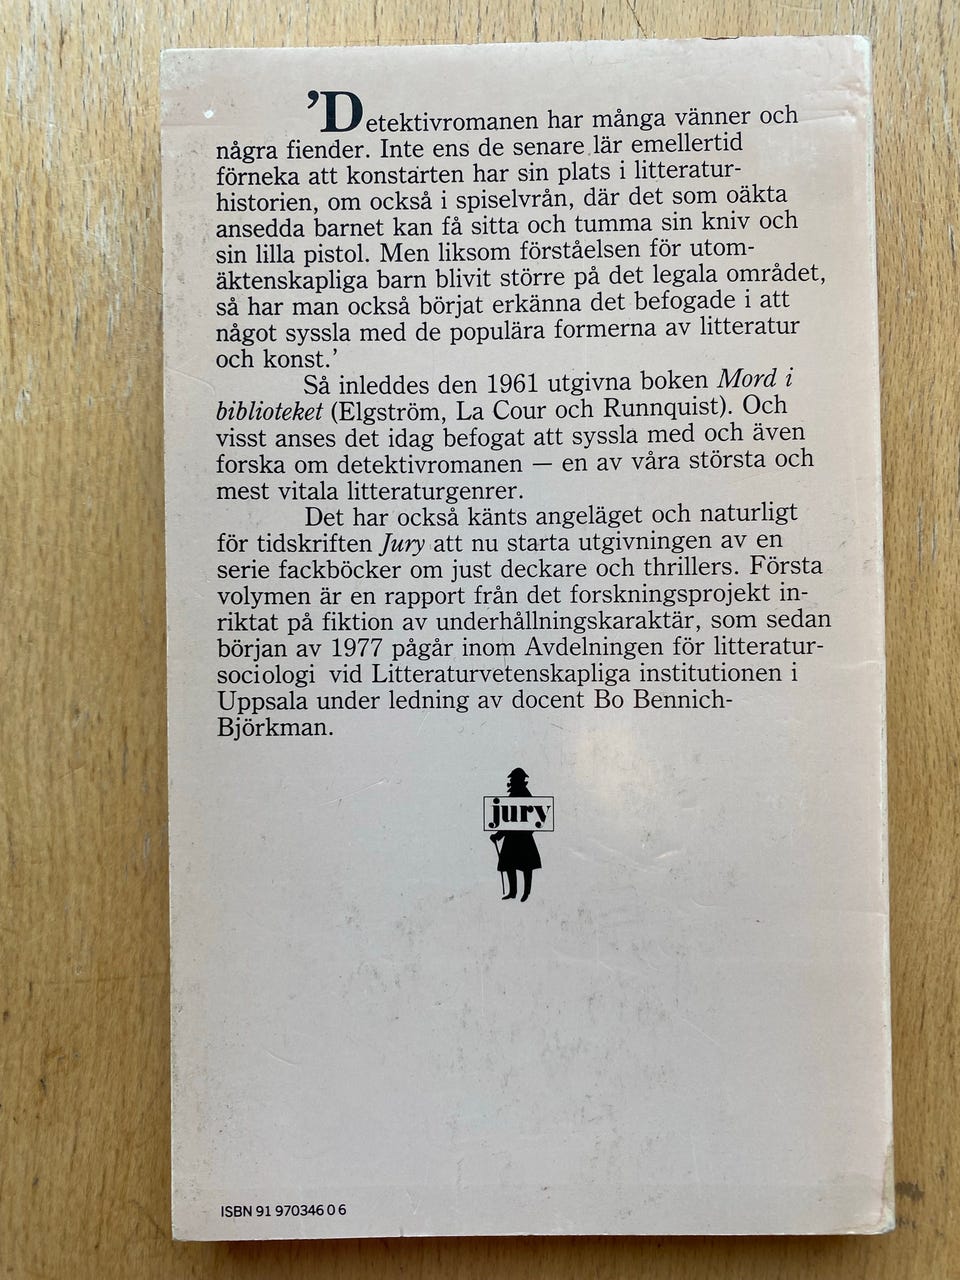 ’Detektivromanen har många vänner och
några fiender. Inte ens de senare lär emellertid
förneka att konstarten har sin plats i litteratur-
historien, om också i spiselvrån, där det som oäkta
ansedda barnet kan få sitta och tumma sin kniv och
sin lilla pistol. Men liksom förståelsen för utom-
äktenskapliga barn blivit större på det legala området,
så har man också börjat erkänna det befogade i att
något syssla med de populära formerna av litteratur
och konst.’
Så inleddes den 1961 utgivna boken Mord i
biblioteket (Elgström, La Cour och Runnquist). Och
visst anses det idag befogat att syssla med och även
forska om detektivromanen — en av våra största och
mest vitala litteraturgenrer.
Det har också känts angeläget och naturligt
för tidskriften Jury att nu starta utgivningen av en
serie fackböcker om just deckare och thrillers. Första
volymen är en rapport från det forskningsprojekt in-
riktat på fiktion av underhållningskaraktär, som sedan
början av 1977 pågår inom Avdelningen för litteratur-
sociologi vid Litteraturvetenskapliga institutionen i
Uppsala under ledning av docent Bo Bennich-
Björkman.
jury
ISBN 91 970346 0 6